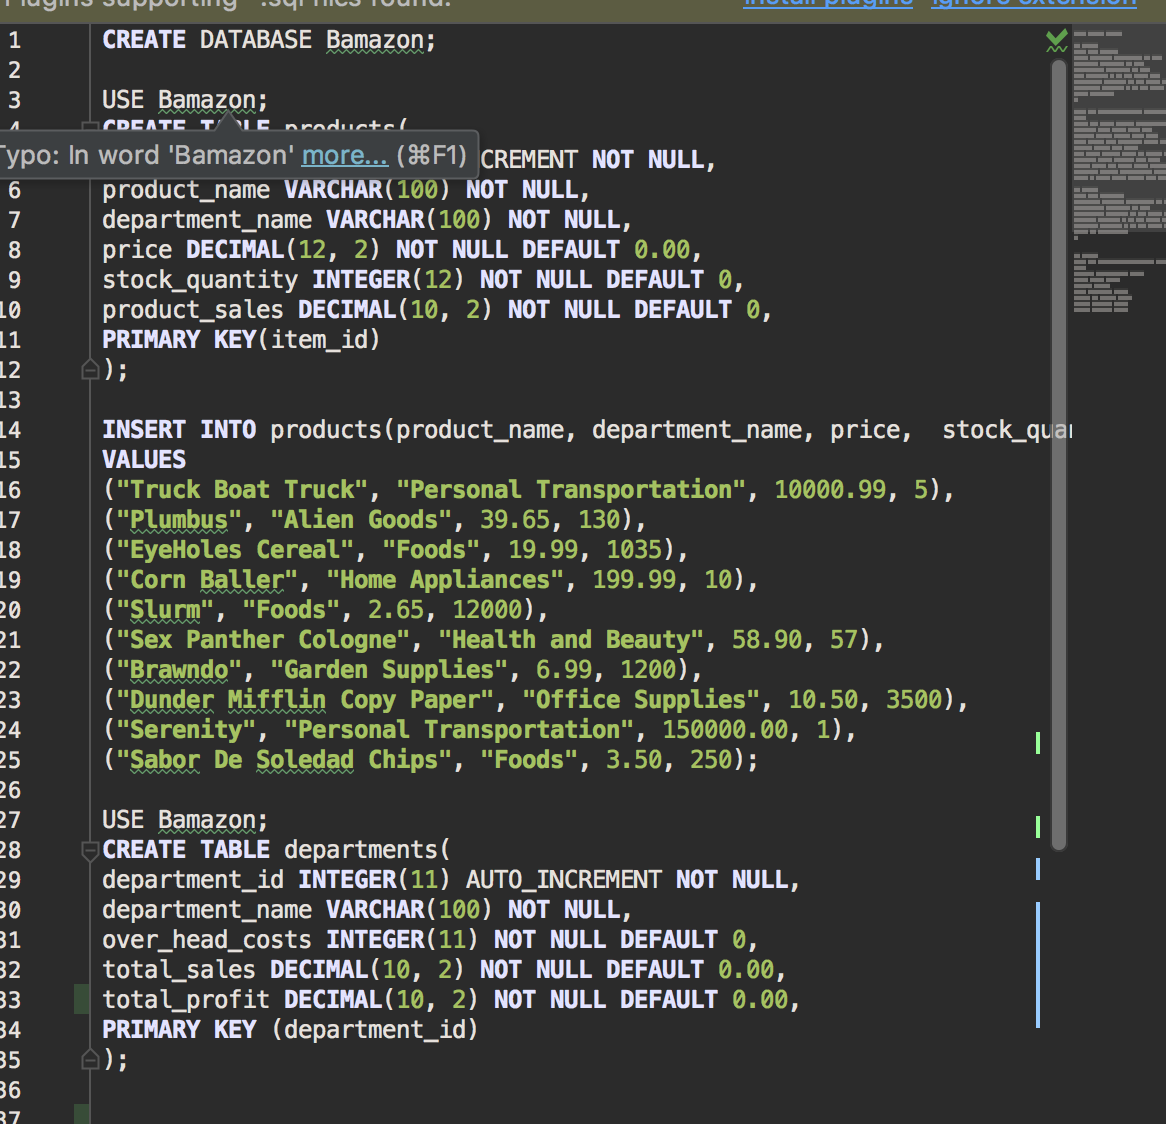 Plugins supporting *.sql files found. Install plugins Ignore extension
1 CREATE DATABASE Bamazon;
2
3 USE Bamazon;
4 CREATE TABLE products(
Typo: In word 'Bamazon' more... (⌘F1) CREMENT NOT NULL,
6 product_name VARCHAR(100) NOT NULL,
7 department_name VARCHAR(100) NOT NULL,
8 price DECIMAL(12, 2) NOT NULL DEFAULT 0.00,
9 stock_quantity INTEGER(12) NOT NULL DEFAULT 0,
10 product_sales DECIMAL(10, 2) NOT NULL DEFAULT 0,
11 PRIMARY KEY(item_id)
12 );
13
14 INSERT INTO products(product_name, department_name, price,  stock_quan
15 VALUES
16 ("Truck Boat Truck", "Personal Transportation", 10000.99, 5),
17 ("Plumbus", "Alien Goods", 39.65, 130),
18 ("EyeHoles Cereal", "Foods", 19.99, 1035),
19 ("Corn Baller", "Home Appliances", 199.99, 10),
20 ("Slurm", "Foods", 2.65, 12000),
21 ("Sex Panther Cologne", "Health and Beauty", 58.90, 57),
22 ("Brawndo", "Garden Supplies", 6.99, 1200),
23 ("Dunder Mifflin Copy Paper", "Office Supplies", 10.50, 3500),
24 ("Serenity", "Personal Transportation", 150000.00, 1),
25 ("Sabor De Soledad Chips", "Foods", 3.50, 250);
26
27 USE Bamazon;
28 CREATE TABLE departments(
29 department_id INTEGER(11) AUTO_INCREMENT NOT NULL,
30 department_name VARCHAR(100) NOT NULL,
31 over_head_costs INTEGER(11) NOT NULL DEFAULT 0,
32 total_sales DECIMAL(10, 2) NOT NULL DEFAULT 0.00,
33 total_profit DECIMAL(10, 2) NOT NULL DEFAULT 0.00,
34 PRIMARY KEY (department_id)
35 );
36
37